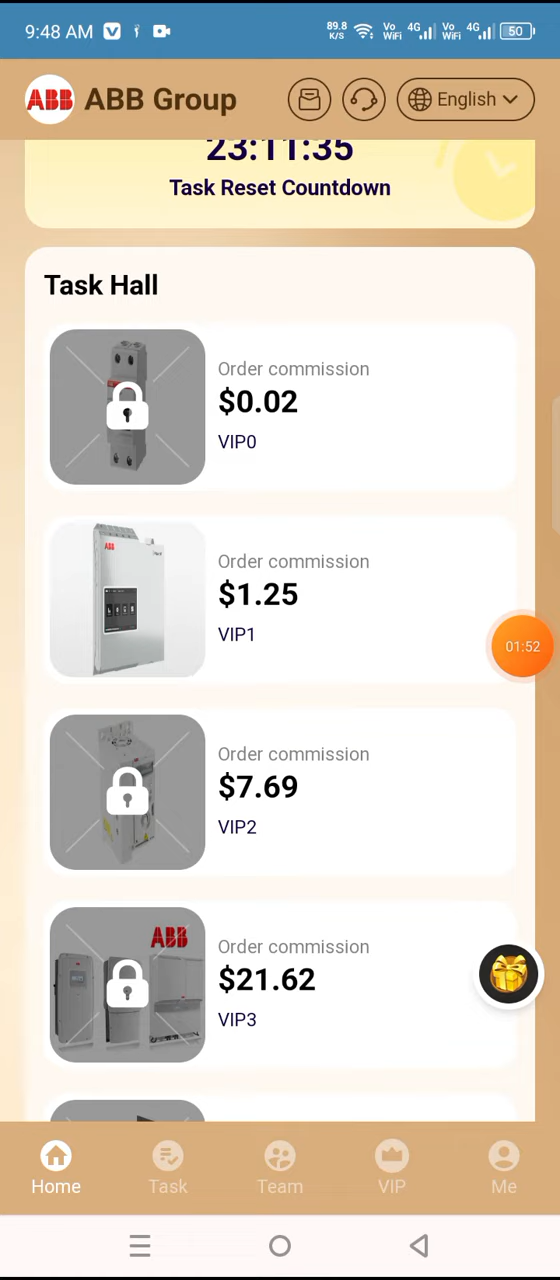 9:48 AM
89.8
K/S
Vo
WiFi
4G
Vo
WiFi
4G
50
ABB
ABB Group
English
23:11:35
Task Reset Countdown
Task Hall
Order commission
$0.02
VIP0
ABB
Order commission
$1.25
VIP1
01:52
Order commission
$7.69
VIP2
ABB
Order commission
$21.62
VIP3
Home
Task
Team
VIP
Me